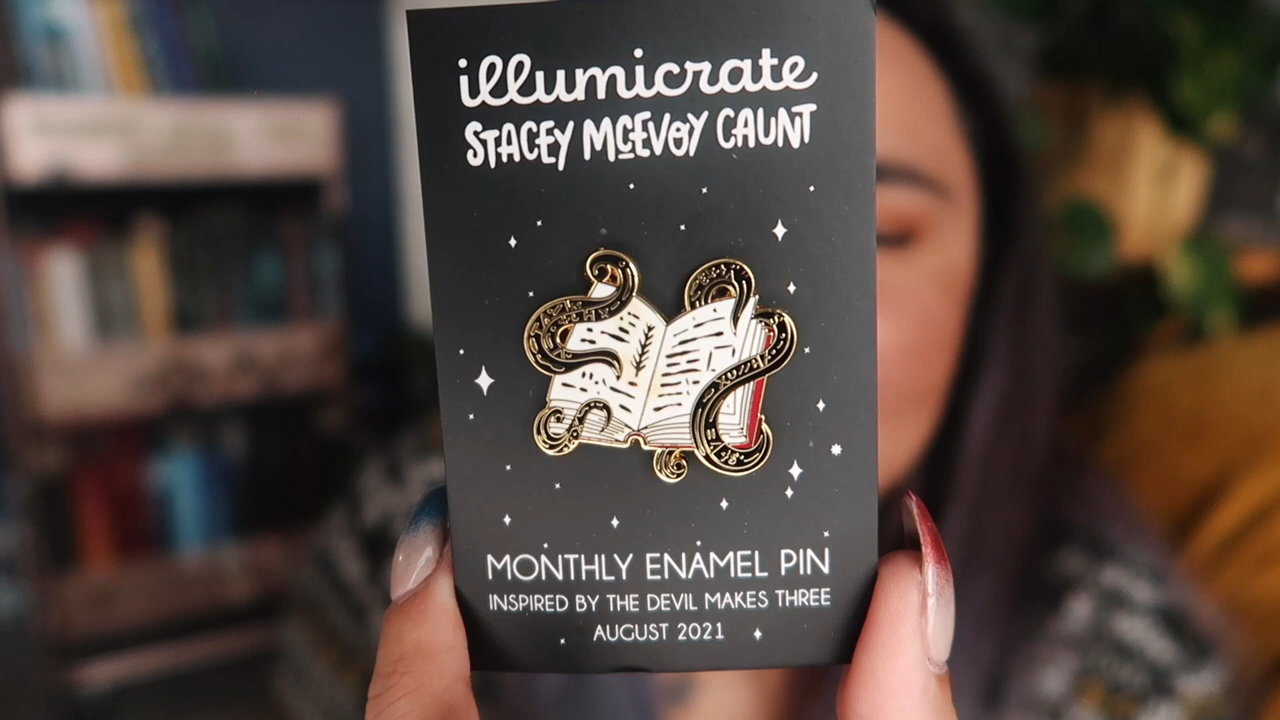 illumicrate
STACEY MCEVOY CAUNT
MONTHLY ENAMEL PIN
INSPIRED BY THE DEVIL MAKES THREE
AUGUST 2021